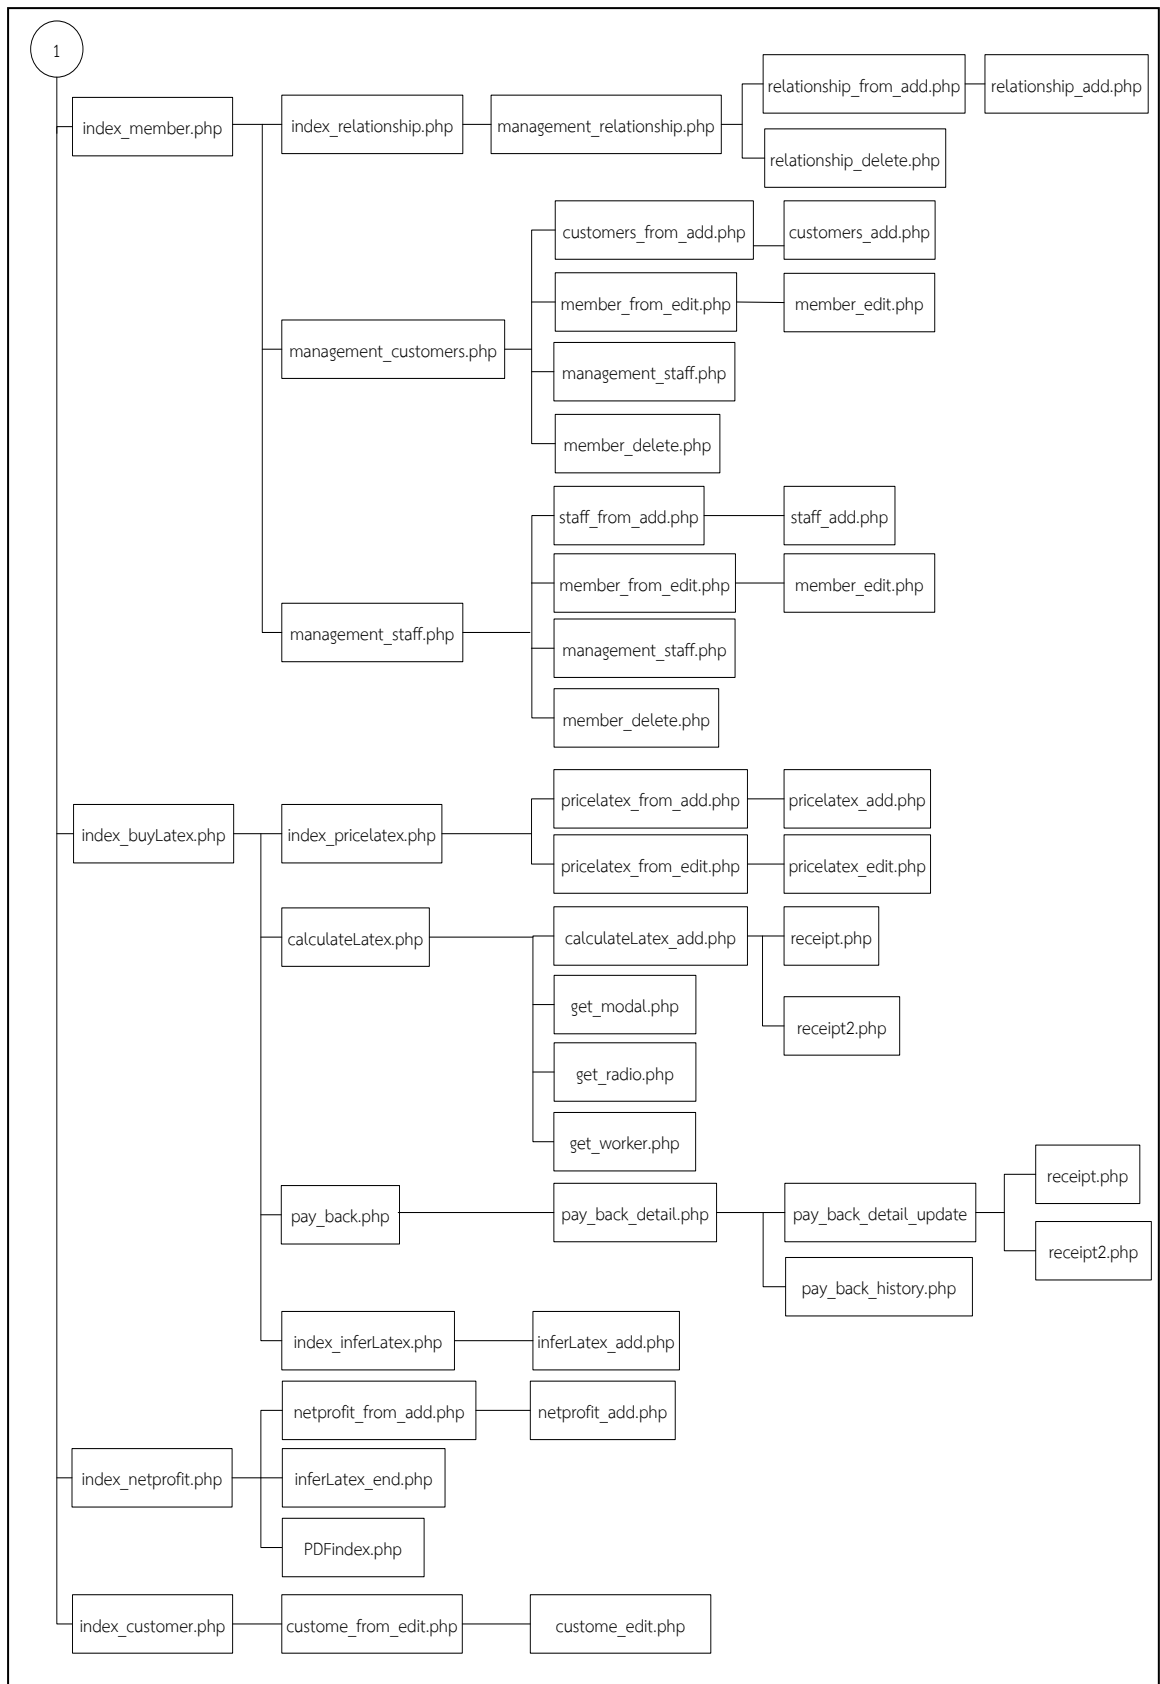 1
relationship_from_add.php
relationship_add.php
index_member.php
index_relationship.php
management_relationship.php
relationship_delete.php
customers_from_add.php
customers_add.php
member_from_edit.php
member_edit.php
management_customers.php
management_staff.php
member_delete.php
staff_from_add.php
staff_add.php
member_from_edit.php
member_edit.php
management_staff.php
management_staff.php
member_delete.php
pricelatex_from_add.php
pricelatex_add.php
index_buyLatex.php
index_pricelatex.php
pricelatex_from_edit.php
pricelatex_edit.php
calculateLatex.php
calculateLatex_add.php
receipt.php
get_modal.php
receipt2.php
get_radio.php
get_worker.php
receipt.php
pay_back.php
pay_back_detail.php
pay_back_detail_update
receipt2.php
pay_back_history.php
index_inferLatex.php
inferLatex_add.php
netprofit_from_add.php
netprofit_add.php
index_netprofit.php
inferLatex_end.php
PDFindex.php
index_customer.php
custome_from_edit.php
custome_edit.php